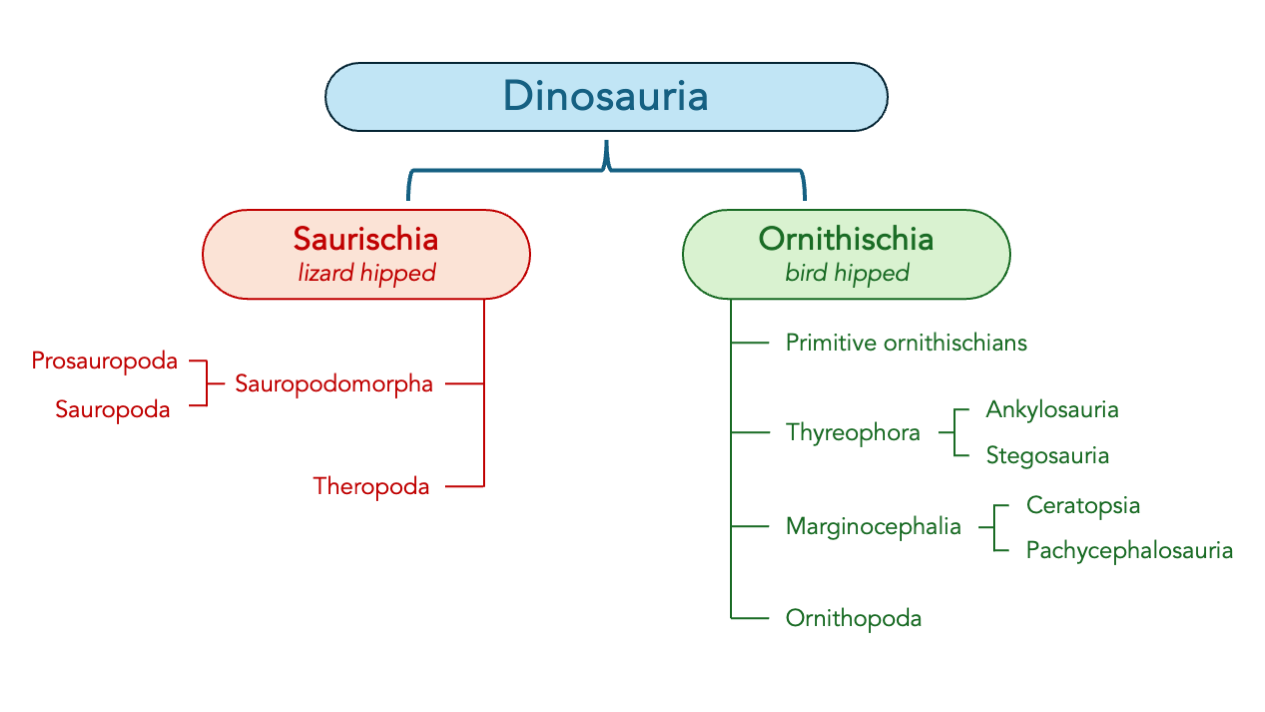 Dinosauria
Saurischia
lizard hipped
Prosauropoda
Sauropoda
Sauropodomorpha
Theropoda
Ornithischia
bird hipped
Primitive ornithischians
Thyreophora
Ankylosauria
Stegosauria
Marginocephalia
Ceratopsia
Pachycephalosauria
Ornithopoda